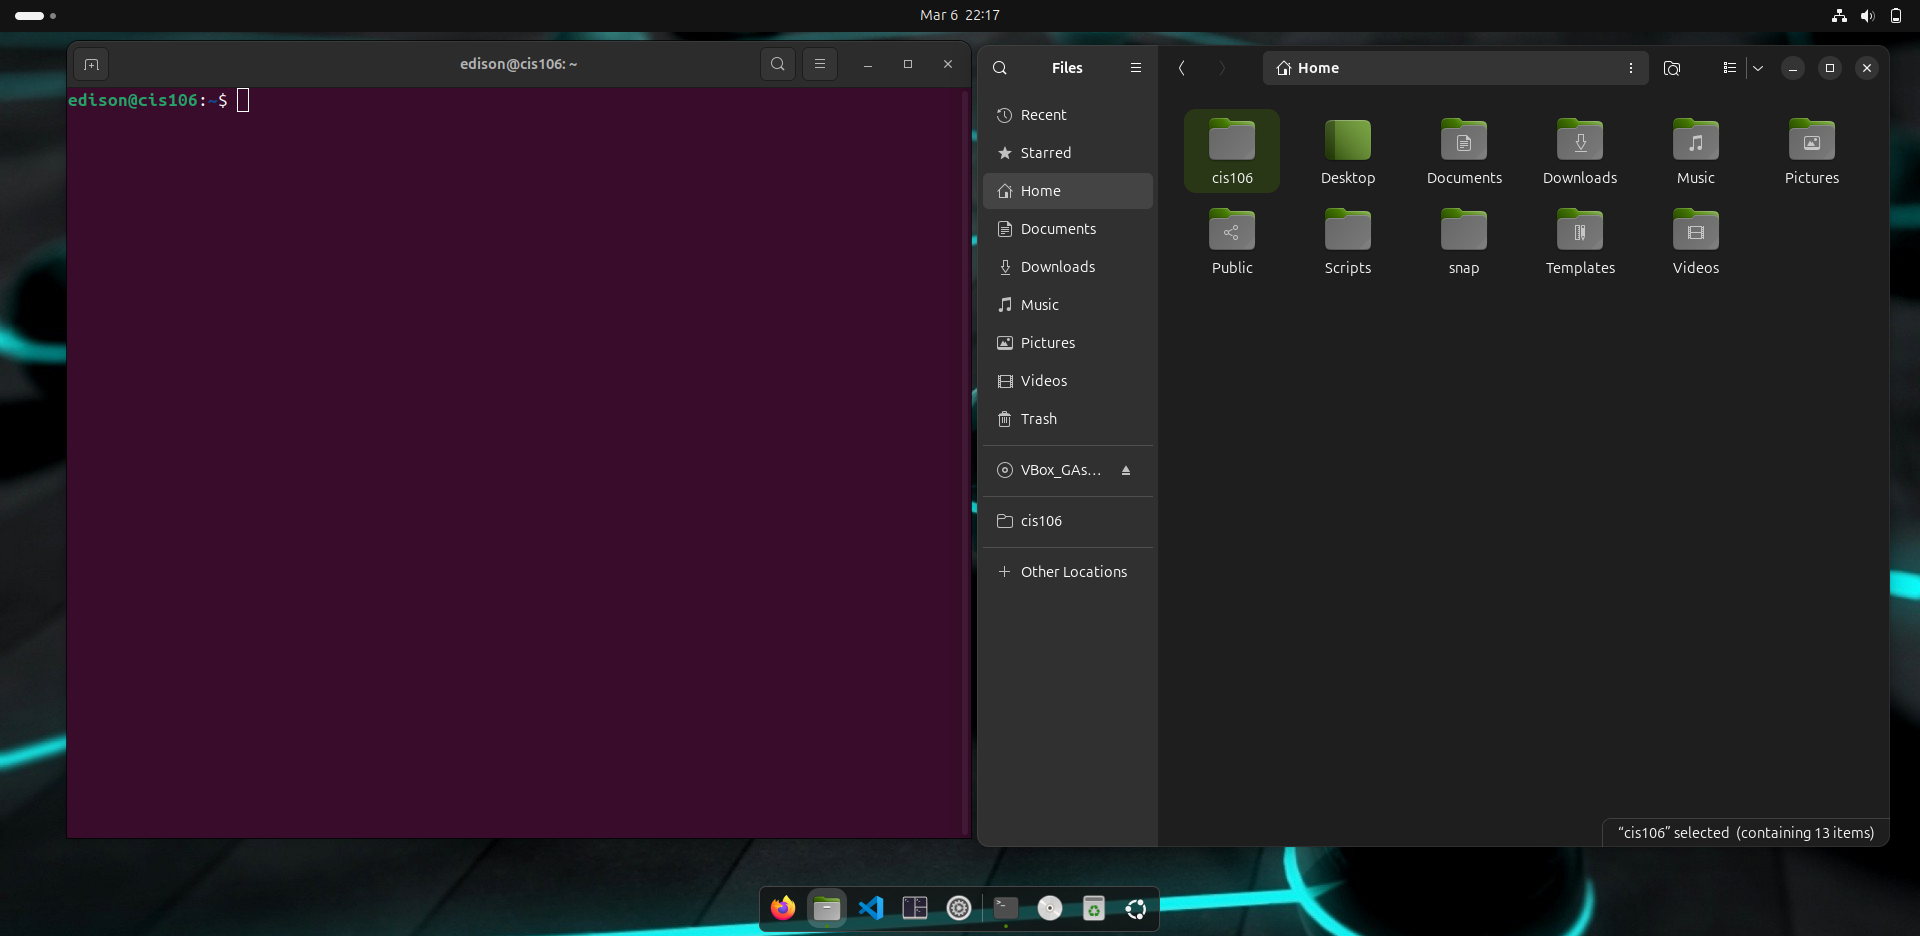 Mar 6 22:17
edison@cis106: ~
edison@cis106:~$
Files
Recent
Starred
Home
Documents
Downloads
Music
Pictures
Videos
Trash
VBox_GAs…
cis106
Other Locations
Home
cis106
Desktop
Documents
Downloads
Music
Pictures
Public
Scripts
snap
Templates
Videos
“cis106” selected (containing 13 items)